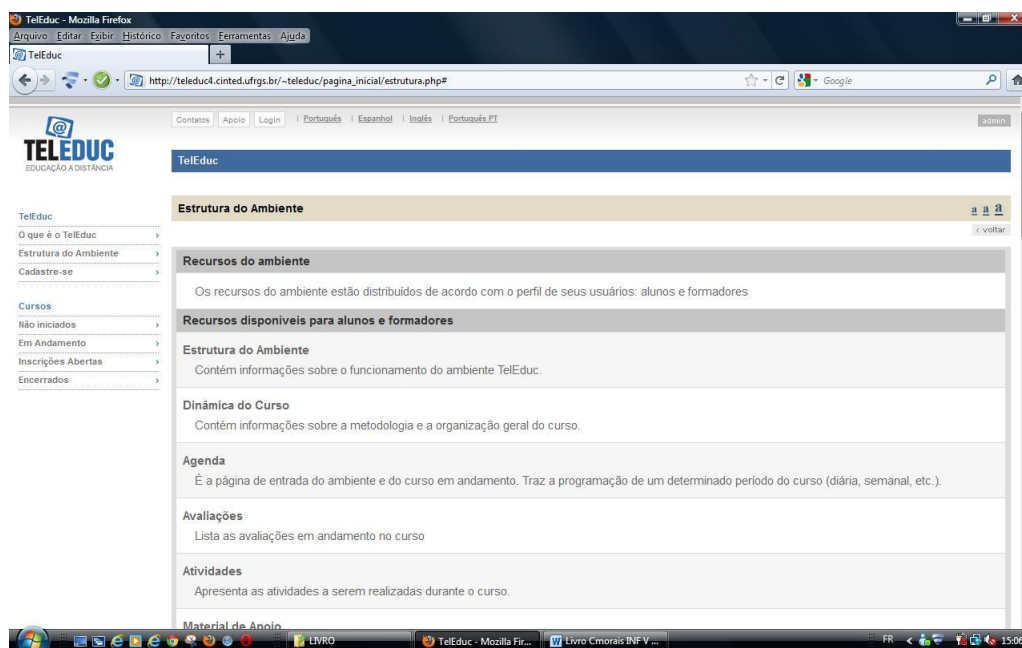 TelEduc - Mozilla Firefox
Arquivo Editar Exibir Histórico Favoritos Ferramentas Ajuda
TelEduc
http://teleduc4.cinted.ufrgs.br/~teleduc/pagina_inicial/estrutura.php#
Google
Contatos Apoio Login | Português | Espanhol | Inglês | Português PT
admin
TELEDUC
EDUCAÇÃO A DISTÂNCIA
TelEduc
Estrutura do Ambiente
a a a
< voltar
TelEduc
O que é o TelEduc
Estrutura do Ambiente
Cadastre-se
Cursos
Não iniciados
Em Andamento
Inscrições Abertas
Encerrados
Recursos do ambiente
Os recursos do ambiente estão distribuídos de acordo com o perfil de seus usuários: alunos e formadores
Recursos disponíveis para alunos e formadores
Estrutura do Ambiente
Contém informações sobre o funcionamento do ambiente TelEduc.
Dinâmica do Curso
Contém informações sobre a metodologia e a organização geral do curso.
Agenda
É a página de entrada do ambiente e do curso em andamento. Traz a programação de um determinado período do curso (diária, semanal, etc.).
Avaliações
Lista as avaliações em andamento no curso
Atividades
Apresenta as atividades a serem realizadas durante o curso.
Material de Apoio
LIVRO
TelEduc - Mozilla Fir...
Livro Cmorais INF V ...
FR
15:06